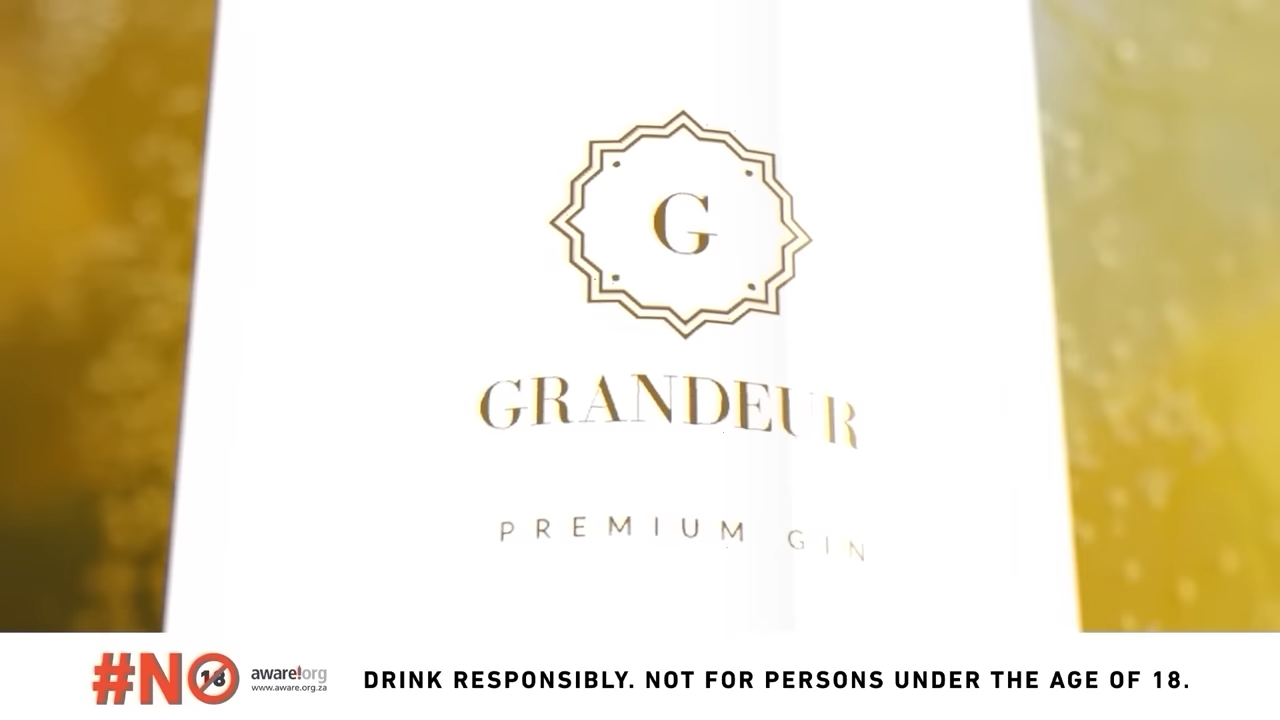 G
GRANDEUR
PREMIUM GIN
#NO 18 aware!org
www.aware.org.za
DRINK RESPONSIBLY. NOT FOR PERSONS UNDER THE AGE OF 18.